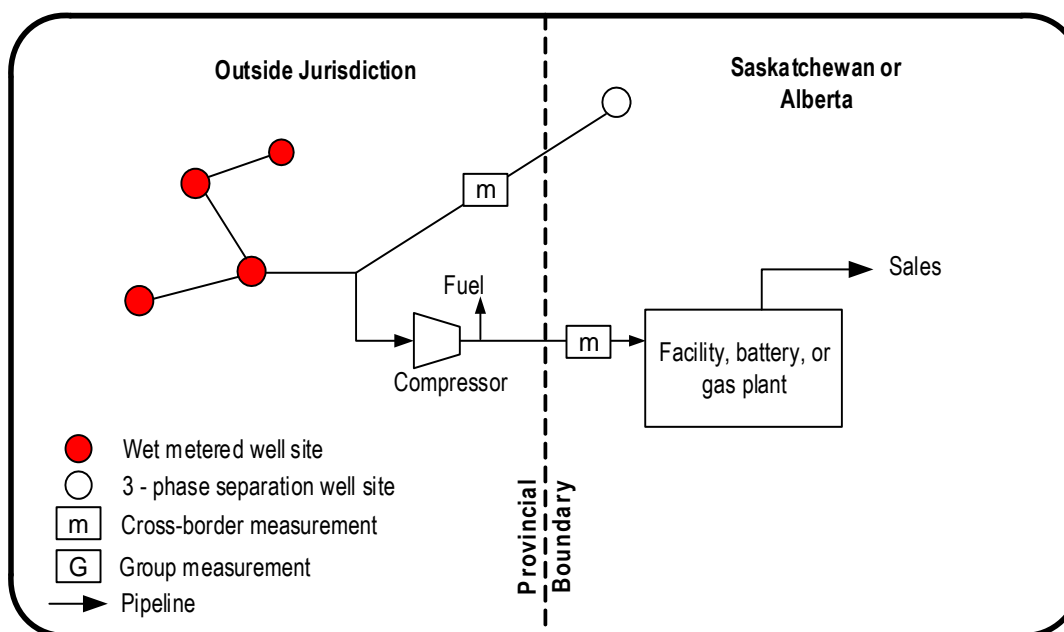 Outside Jurisdiction
Saskatchewan or
Alberta
m
Fuel
Sales
m
Compressor
Facility, battery, or
gas plant
Wet metered well site
3 - phase separation well site
m Cross-border measurement
G Group measurement
Pipeline
Provincial
Boundary